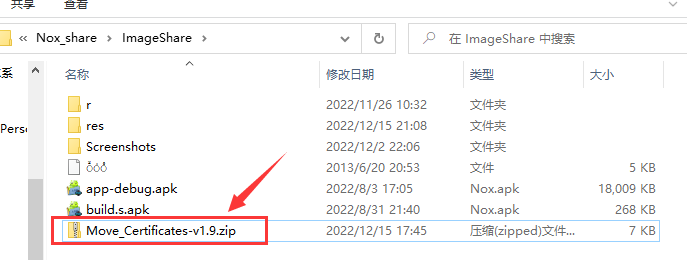 共享 查看
« Nox_share › ImageShare › 在 ImageShare 中搜索
名称 修改日期 类型 大小
r 2022/11/26 10:32 文件夹
res 2022/12/15 21:08 文件夹
Screenshots 2022/12/2 22:06 文件夹
2013/6/20 20:53 文件 5 KB
app-debug.apk 2022/8/3 17:05 Nox.apk 18,009 KB
build.s.apk 2022/8/31 21:40 Nox.apk 268 KB
Move_Certificates-v1.9.zip 2022/12/15 17:45 压缩(zipped)文件... 7 KB
系
Perso